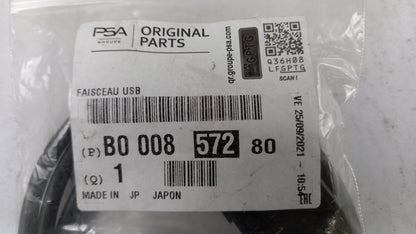 PSA
GROUPE
ORIGINAL
PARTS
qr.groupe-psa.com
Q36H08
LFGPTG
SCAN!
FAISCEAU USB
VE 25/09/2021 - 10:54
(P) B0 008 572 80
(Q) 1
MADE IN JP JAPON
EAC